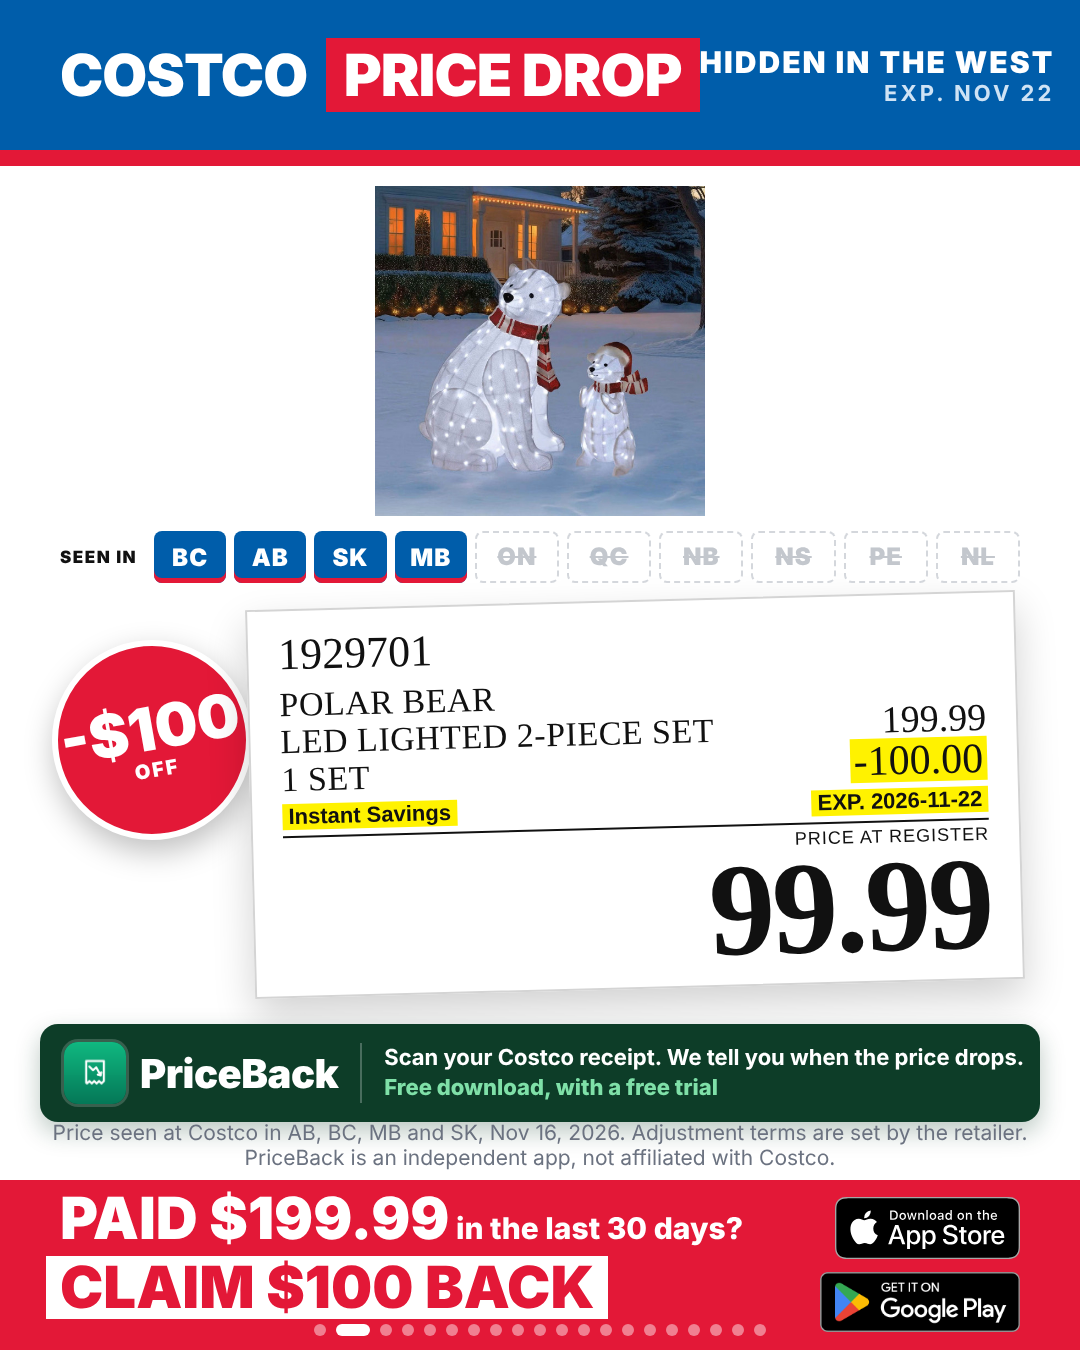 COSTCO PRICE DROP
HIDDEN IN THE WEST
EXP. NOV 22
SEEN IN BC AB SK MB ON QC NB NS PE NL
-$100
OFF
1929701
POLAR BEAR
LED LIGHTED 2-PIECE SET
1 SET
Instant Savings
199.99
-100.00
EXP. 2026-11-22
PRICE AT REGISTER
99.99
PriceBack
Scan your Costco receipt. We tell you when the price drops.
Free download, with a free trial
Price seen at Costco in AB, BC, MB and SK, Nov 16, 2026. Adjustment terms are set by the retailer.
PriceBack is an independent app, not affiliated with Costco.
PAID $199.99 in the last 30 days?
CLAIM $100 BACK
Download on the
App Store
GET IT ON
Google Play